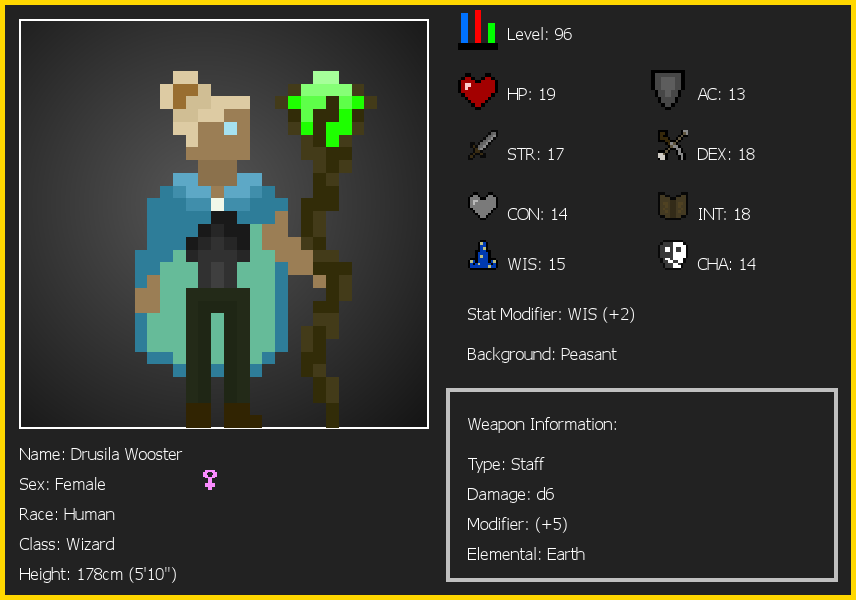 Level: 96
HP: 19
AC: 13
STR: 17
DEX: 18
CON: 14
INT: 18
WIS: 15
CHA: 14
Stat Modifier: WIS (+2)
Background: Peasant
Weapon Information:
Type: Staff
Damage: d6
Modifier: (+5)
Elemental: Earth
Name: Drusila Wooster
Sex: Female
Race: Human
Class: Wizard
Height: 178cm (5'10")